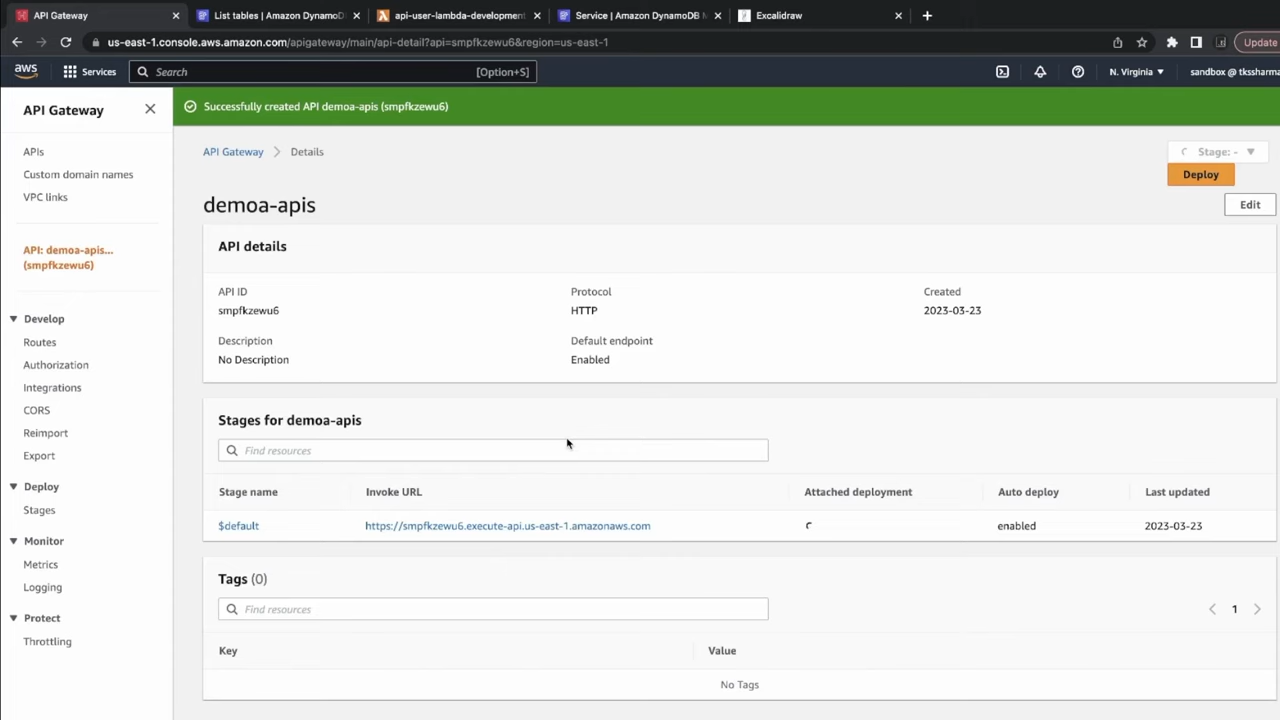 API Gateway
List tables | Amazon DynamoD
api-user-lambda-development
Service | Amazon DynamoDB M
Excalidraw
us-east-1.console.aws.amazon.com/apigateway/main/api-detail?api=smpfkzewu6&region=us-east-1
Update
aws
Services
Search
[Option+S]
N. Virginia
sandbox @ tkssharma
API Gateway
APIs
Custom domain names
VPC links
API: demoa-apis...
(smpfkzewu6)
Develop
Routes
Authorization
Integrations
CORS
Reimport
Export
Deploy
Stages
Monitor
Metrics
Logging
Protect
Throttling
Successfully created API demoa-apis (smpfkzewu6)
API Gateway > Details
Stage: -
Deploy
demoa-apis
Edit
API details
API ID
smpfkzewu6
Protocol
HTTP
Created
2023-03-23
Description
No Description
Default endpoint
Enabled
Stages for demoa-apis
Find resources
Stage name Invoke URL Attached deployment Auto deploy Last updated
$default https://smpfkzewu6.execute-api.us-east-1.amazonaws.com enabled 2023-03-23
Tags (0)
Find resources
1
Key Value
No Tags